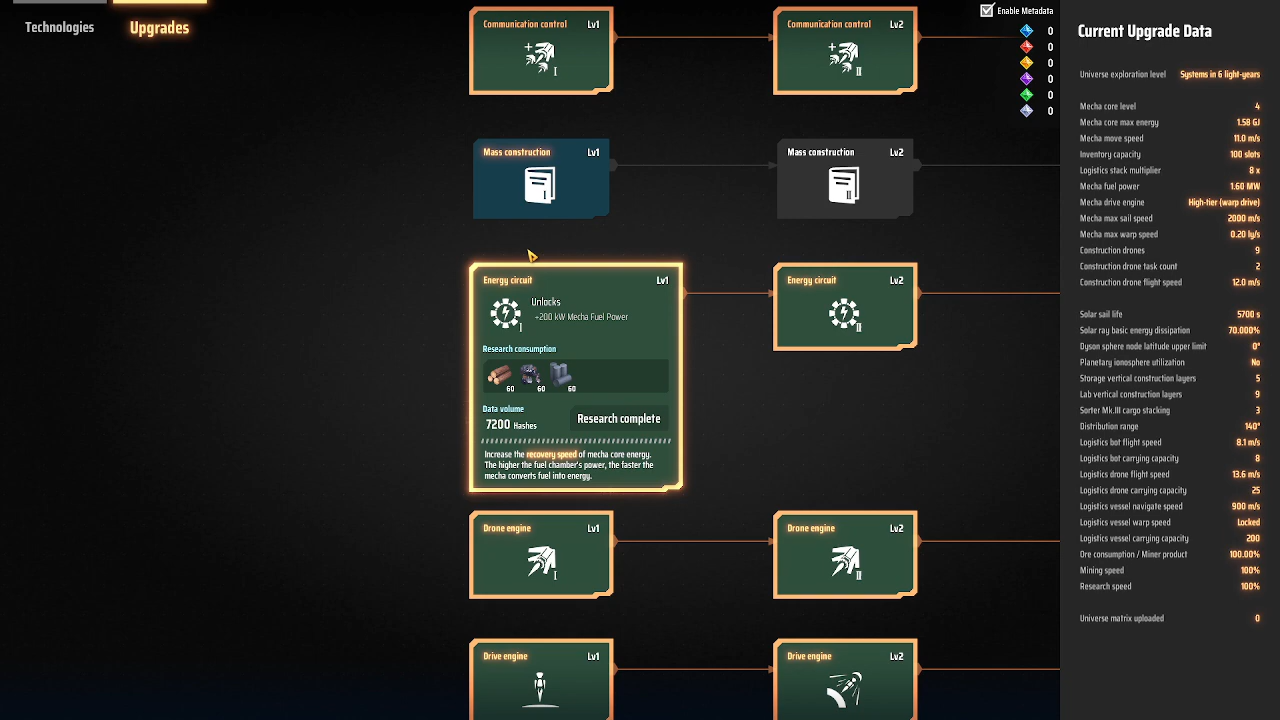 Technologies
Upgrades
Communication control Lv1
I
Communication control Lv2
II
Enable Metadata
0
0
0
0
0
0
Mass construction Lv1
I
Mass construction Lv2
II
Energy circuit Lv1
I
Unlocks
+200 kW Mecha Fuel Power
Research consumption
60 60 60
Data volume
7200 Hashes
Research complete
Increase the recovery speed of mecha core energy.
The higher the fuel chamber's power, the faster the
mecha converts fuel into energy.
Energy circuit Lv2
II
Drone engine Lv1
I
Drone engine Lv2
II
Drive engine Lv1
Drive engine Lv2
Current Upgrade Data
Universe exploration level Systems in 6 light-years
Mecha core level 4
Mecha core max energy 1.58 GJ
Mecha move speed 11.0 m/s
Inventory capacity 100 slots
Logistics stack multiplier 8 x
Mecha fuel power 1.60 MW
Mecha drive engine High-tier (warp drive)
Mecha max sail speed 2000 m/s
Mecha max warp speed 0.20 ly/s
Construction drones 9
Construction drone task count 2
Construction drone flight speed 12.0 m/s
Solar sail life 5700 s
Solar ray basic energy dissipation 70.000%
Dyson sphere node latitude upper limit 0°
Planetary ionosphere utilization No
Storage vertical construction layers 5
Lab vertical construction layers 9
Sorter Mk.III cargo stacking 3
Distribution range 140°
Logistics bot flight speed 8.1 m/s
Logistics bot carrying capacity 8
Logistics drone flight speed 13.6 m/s
Logistics drone carrying capacity 25
Logistics vessel navigate speed 900 m/s
Logistics vessel warp speed Locked
Logistics vessel carrying capacity 200
Ore consumption / Miner product 100.00%
Mining speed 100%
Research speed 100%
Universe matrix uploaded 0